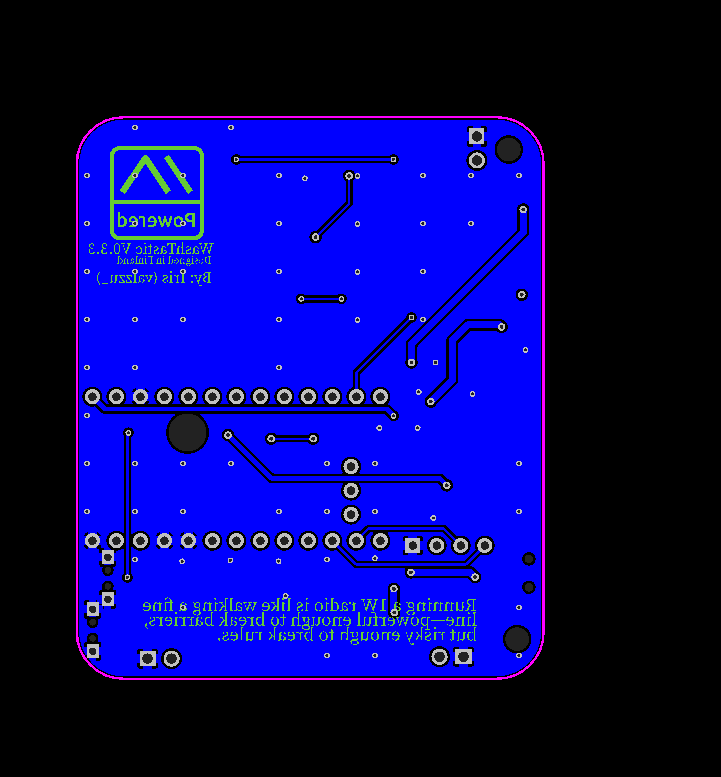 Powered
WashTastic V0.3.3
Designed in Finland
By: Iris (valzzu_)
Running a 1W radio is like walking a fine
line—powerful enough to break barriers,
but risky enough to break rules.